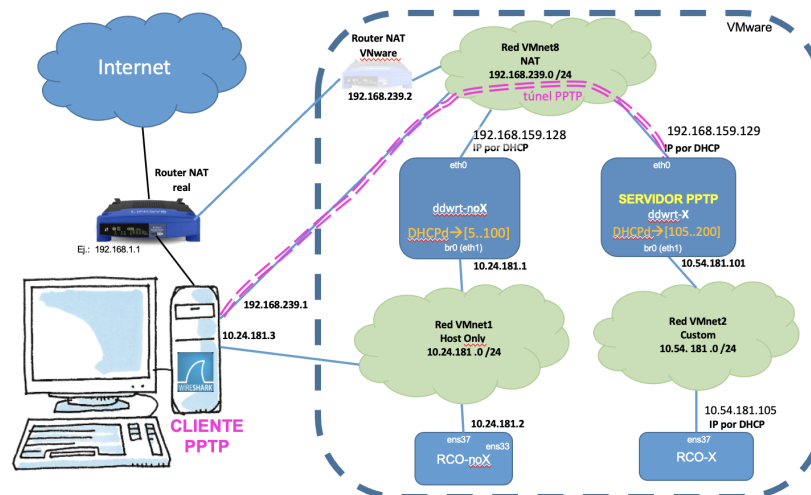 VMware
Internet
Router NAT
VNware
192.168.239.2
Red VMnet8
NAT
192.168.239.0 /24
túnel PPTP
192.168.159.128
IP por DHCP
192.168.159.129
IP por DHCP
Router NAT
real
LINKSYS
Ej.: 192.168.1.1
eth0
ddwrt-noX
DHCPd→[5..100]
br0 (eth1)
eth0
SERVIDOR PPTP
ddwrt-X
DHCPd→[105..200]
br0 (eth1)
10.24.181.1
10.54.181.101
192.168.239.1
10.24.181.3
WIRESHARK
CLIENTE
PPTP
Red VMnet1
Host Only
10.24.181 .0 /24
Red VMnet2
Custom
10.54. 181 .0 /24
10.24.181.2
10.54.181.105
IP por DHCP
ens37
ens33
RCO-noX
ens37
RCO-X